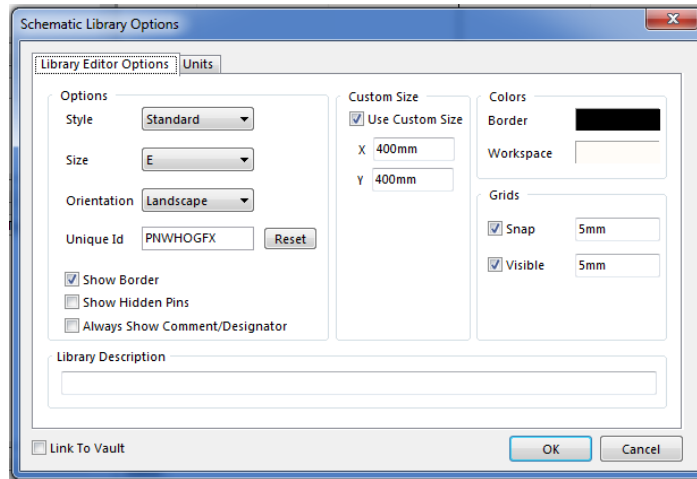 Schematic Library Options
Library Editor Options
Units
Options
Style
Standard
Size
E
Orientation
Landscape
Unique Id
PNWHOGFX
Reset
Show Border
Show Hidden Pins
Always Show Comment/Designator
Custom Size
Use Custom Size
X 400mm
Y 400mm
Colors
Border
Workspace
Grids
Snap
5mm
Visible
5mm
Library Description
Link To Vault
OK
Cancel